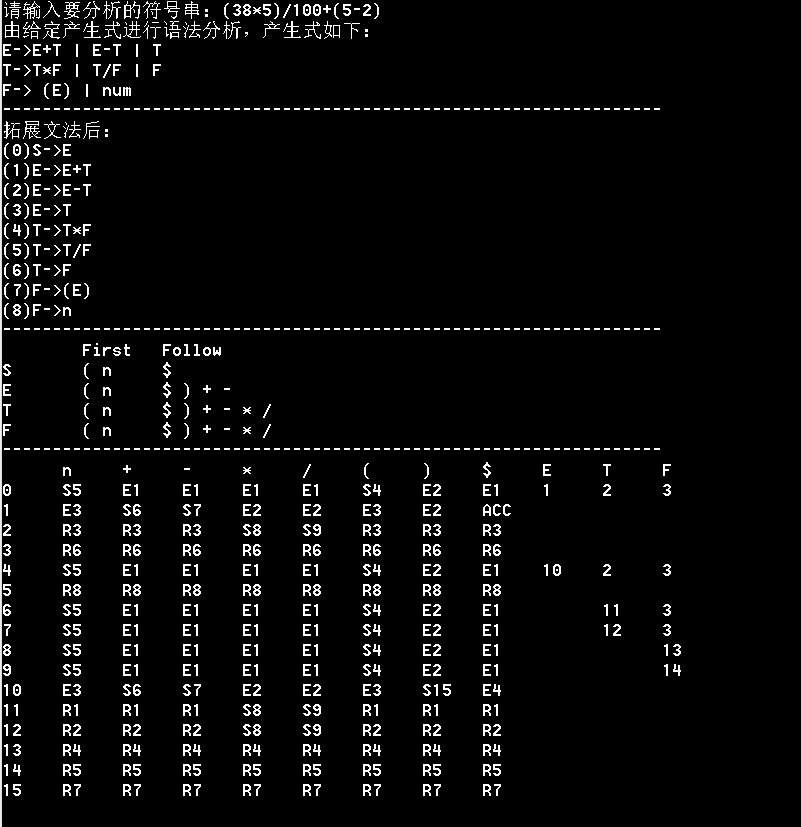 请输入要分析的符号串：(38×5)/100+(5-2)
由给定产生式进行语法分析，产生式如下：
E->E+T | E-T | T
T->T*F | T/F | F
F-> (E) | num
------------------------------------------------------------------
拓展文法后：
(0)S->E
(1)E->E+T
(2)E->E-T
(3)E->T
(4)T->T*F
(5)T->T/F
(6)T->F
(7)F->(E)
(8)F->n
------------------------------------------------------------------
First Follow
S ( n $
E ( n $ ) + -
T ( n $ ) + - * /
F ( n $ ) + - * /
------------------------------------------------------------------
n + - * / ( ) $ E T F
0 S5 E1 E1 E1 E1 S4 E2 E1 1 2 3
1 E3 S6 S7 E2 E2 E3 E2 ACC
2 R3 R3 R3 S8 S9 R3 R3 R3
3 R6 R6 R6 R6 R6 R6 R6 R6
4 S5 E1 E1 E1 E1 S4 E2 E1 10 2 3
5 R8 R8 R8 R8 R8 R8 R8 R8
6 S5 E1 E1 E1 E1 S4 E2 E1 11 3
7 S5 E1 E1 E1 E1 S4 E2 E1 12 3
8 S5 E1 E1 E1 E1 S4 E2 E1 13
9 S5 E1 E1 E1 E1 S4 E2 E1 14
10 E3 S6 S7 E2 E2 E3 S15 E4
11 R1 R1 R1 S8 S9 R1 R1 R1
12 R2 R2 R2 S8 S9 R2 R2 R2
13 R4 R4 R4 R4 R4 R4 R4 R4
14 R5 R5 R5 R5 R5 R5 R5 R5
15 R7 R7 R7 R7 R7 R7 R7 R7